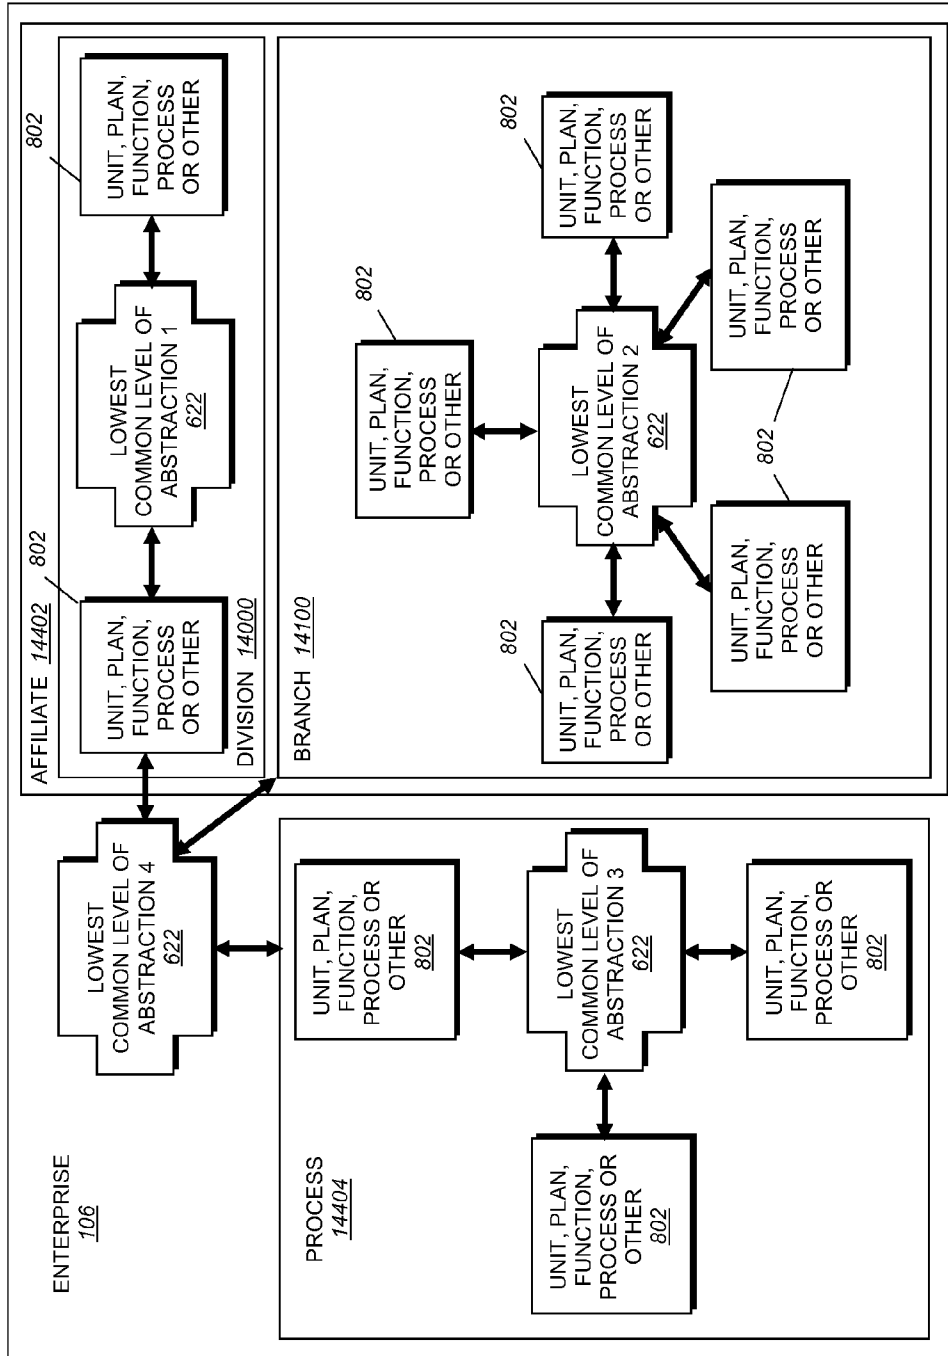 ENTERPRISE
106
LOWEST
COMMON LEVEL OF
ABSTRACTION 4
622
AFFILIATE 14402
802
UNIT, PLAN,
FUNCTION,
PROCESS
OR OTHER
LOWEST
COMMON LEVEL OF
ABSTRACTION 1
622
802
UNIT, PLAN,
FUNCTION,
PROCESS
OR OTHER
DIVISION 14000
PROCESS
14404
UNIT, PLAN,
FUNCTION,
PROCESS OR
OTHER
802
UNIT, PLAN,
FUNCTION,
PROCESS OR
OTHER
802
LOWEST
COMMON LEVEL OF
ABSTRACTION 3
622
UNIT, PLAN,
FUNCTION,
PROCESS OR
OTHER
802
BRANCH 14100
802
UNIT, PLAN,
FUNCTION,
PROCESS
OR OTHER
802
UNIT, PLAN,
FUNCTION,
PROCESS
OR OTHER
LOWEST
COMMON LEVEL OF
ABSTRACTION 2
622
802
UNIT, PLAN,
FUNCTION,
PROCESS
OR OTHER
UNIT, PLAN,
FUNCTION,
PROCESS
OR OTHER
802
UNIT, PLAN,
FUNCTION,
PROCESS
OR OTHER